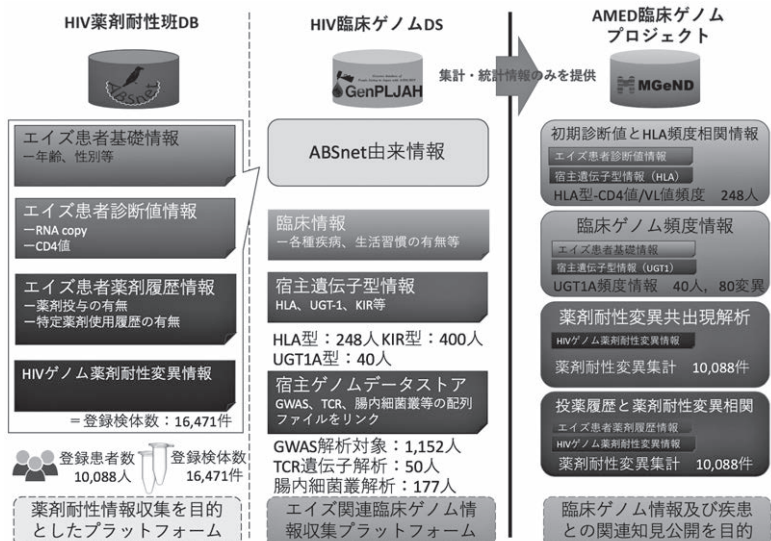 HIV薬剤耐性班DB
ABSnet
エイズ患者基礎情報
ー年齢、性別等
エイズ患者診断値情報
ーRNA copy
ーCD4値
エイズ患者薬剤履歴情報
ー薬剤投与の有無
ー特定薬剤使用履歴の有無
HIVゲノム薬剤耐性変異情報
＝登録検体数：16,471件
登録患者数
10,088人
登録検体数
16,471件
薬剤耐性情報収集を目的
としたプラットフォーム
HIV臨床ゲノムDS
GenPLJAH
ABSnet由来情報
臨床情報
ー各種疾病、生活習慣の有無等
宿主遺伝子型情報
HLA、UGT-1、KIR等
HLA型：248人KIR型：400人
UGT1A型：40人
宿主ゲノムデータストア
GWAS、TCR、腸内細菌叢等の配列
ファイルをリンク
GWAS解析対象：1,152人
TCR遺伝子解析：50人
腸内細菌叢解析：177人
エイズ関連臨床ゲノム情
報収集プラットフォーム
集計・統計情報のみを提供
AMED臨床ゲノム
プロジェクト
MGeND
初期診断値とHLA頻度相関情報
エイズ患者診断値情報
宿主遺伝子型情報（HLA）
HLA型-CD4値/VL値頻度 248人
臨床ゲノム頻度情報
エイズ患者基礎情報
宿主遺伝子型情報（UGT1）
UGT1A頻度情報 40人，80変異
薬剤耐性変異共出現解析
HIVゲノム薬剤耐性変異情報
薬剤耐性変異集計 10,088件
投薬履歴と薬剤耐性変異相関
エイズ患者薬剤履歴情報
HIVゲノム薬剤耐性変異情報
薬剤耐性変異集計 10,088件
臨床ゲノム情報及び疾患
との関連知見公開を目的